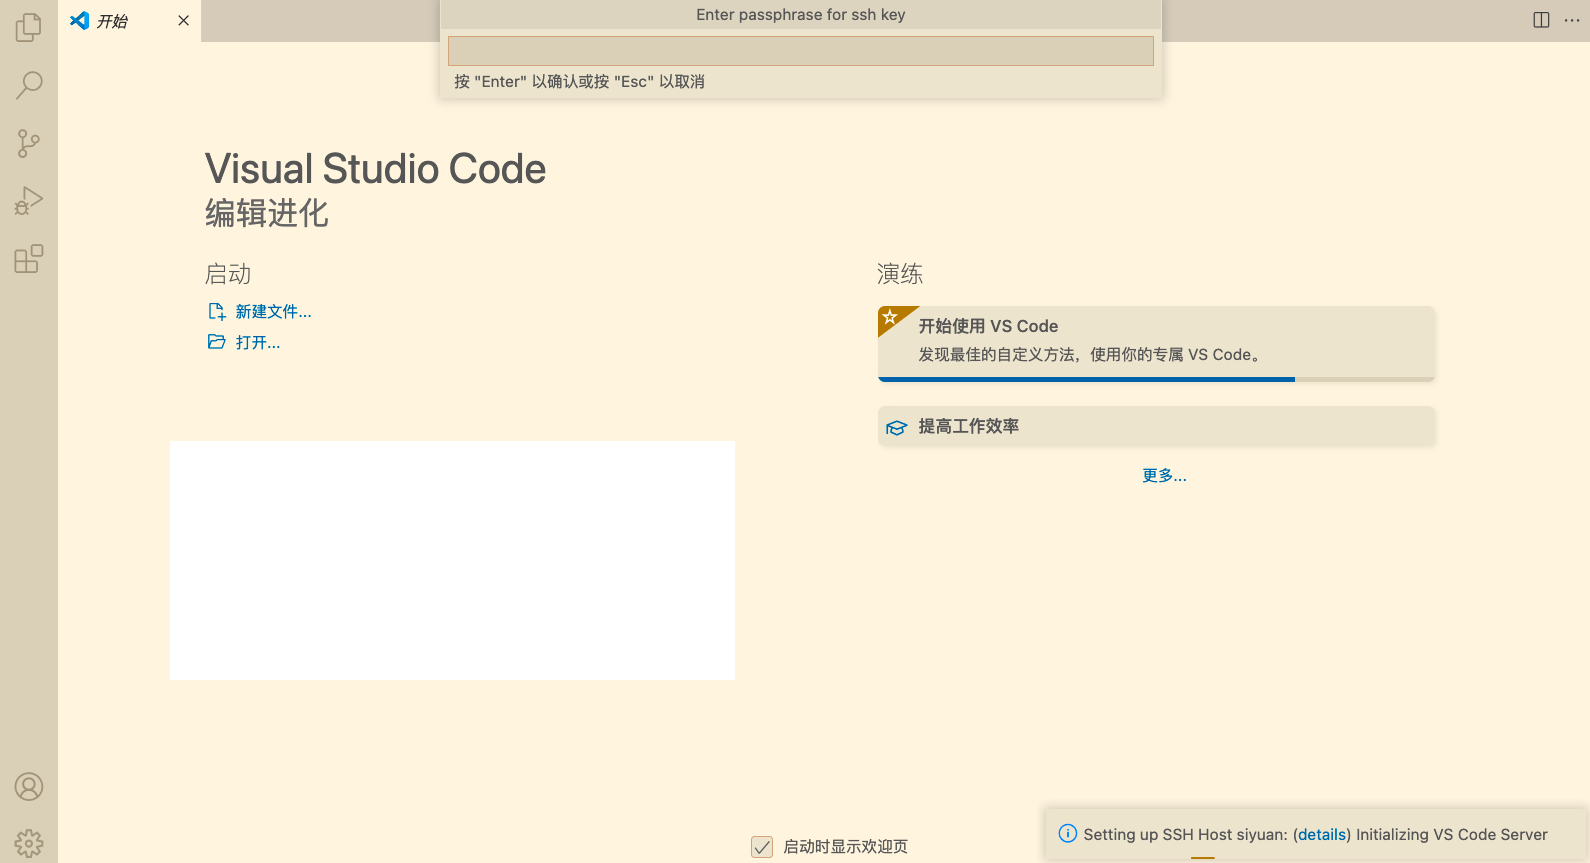 开始
Enter passphrase for ssh key
按 "Enter" 以确认或按 "Esc" 以取消
Visual Studio Code
编辑进化
启动
新建文件...
打开...
演练
开始使用 VS Code
发现最佳的自定义方法，使用你的专属 VS Code。
提高工作效率
更多...
启动时显示欢迎页
Setting up SSH Host siyuan: (details) Initializing VS Code Server